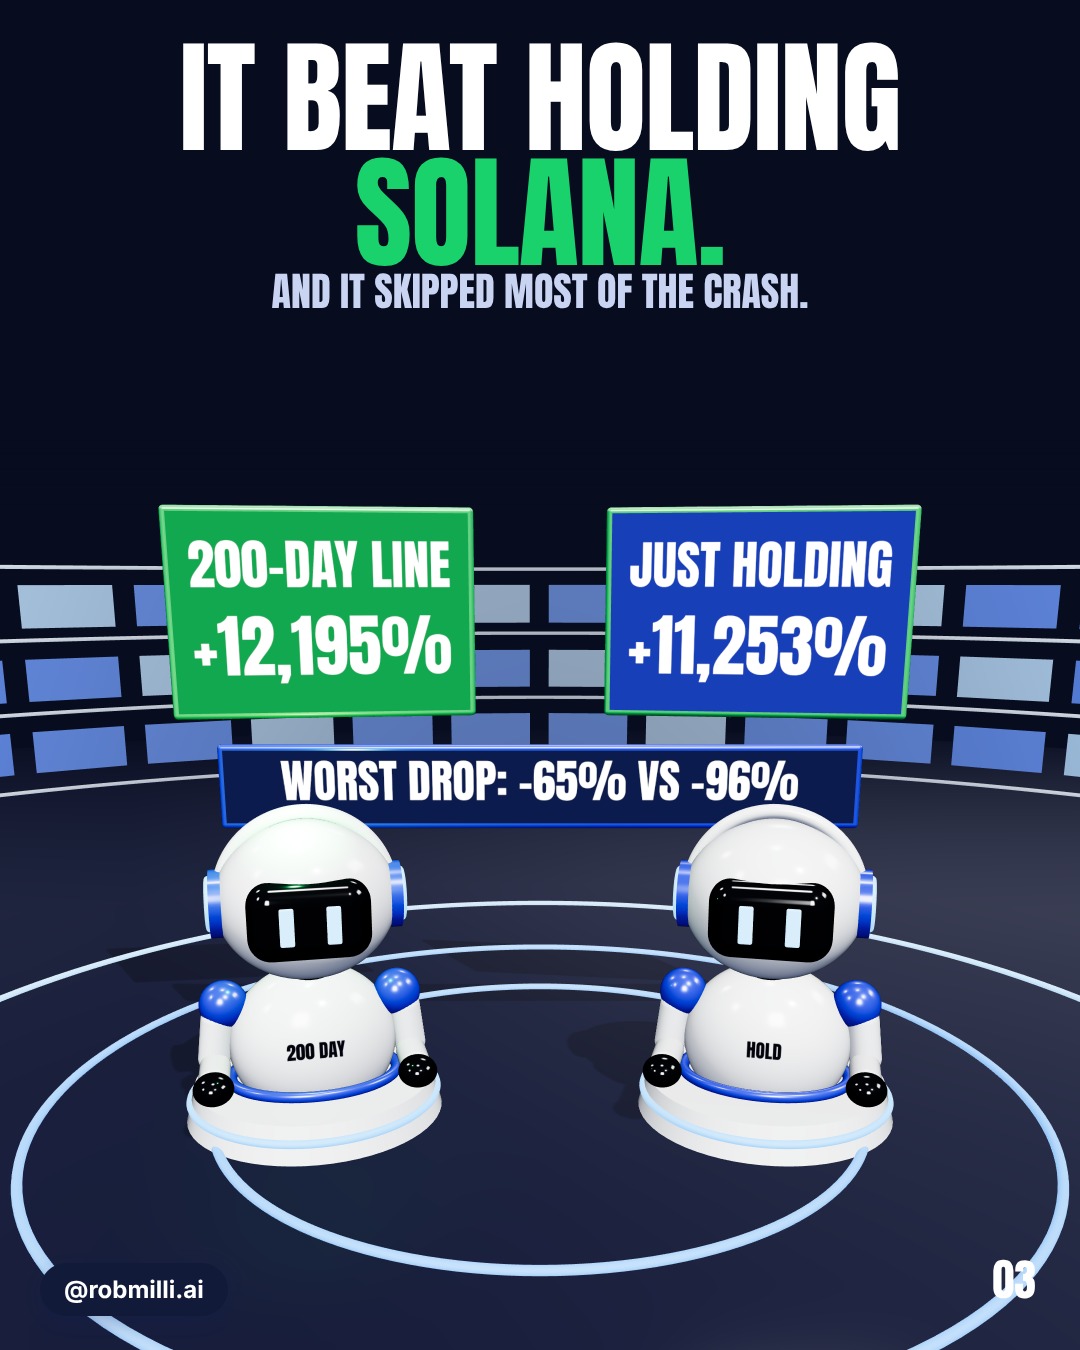 IT BEAT HOLDING
SOLANA.
AND IT SKIPPED MOST OF THE CRASH.
200-DAY LINE
+12,195%
JUST HOLDING
+11,253%
WORST DROP: -65% VS -96%
200 DAY
HOLD
@robmilli.ai
03